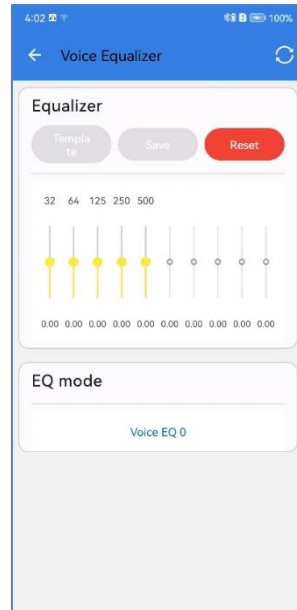 4:02
100%
Voice Equalizer
Equalizer
Templa
te
Save
Reset
32 64 125 250 500
0.00 0.00 0.00 0.00 0.00 0.00 0.00 0.00 0.00 0.00
EQ mode
Voice EQ 0